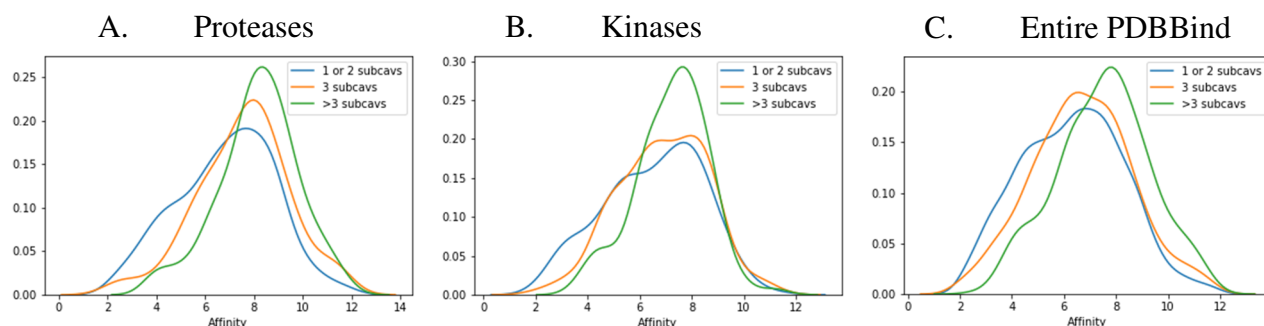 A. Proteases
B. Kinases
C. Entire PDBBind
1 or 2 subcavs
3 subcavs
>3 subcavs
0.25
0.20
0.15
0.10
0.05
0.00
0 2 4 6 8 10 12 14
Affinity
1 or 2 subcavs
3 subcavs
>3 subcavs
0.30
0.25
0.20
0.15
0.10
0.05
0.00
0 2 4 6 8 10 12
Affinity
1 or 2 subcavs
3 subcavs
>3 subcavs
0.20
0.15
0.10
0.05
0.00
0 2 4 6 8 10 12
Affinity